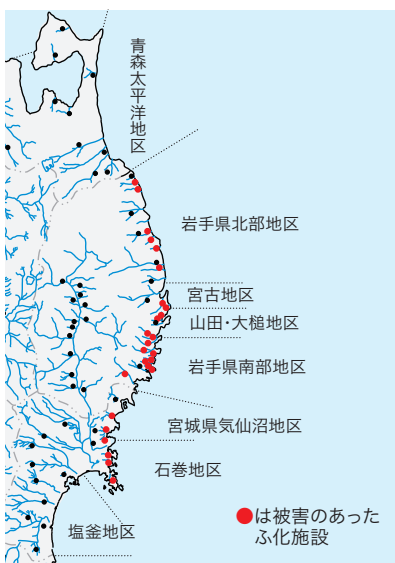 青森太平洋地区
岩手県北部地区
宮古地区
山田・大槌地区
岩手県南部地区
宮城県気仙沼地区
石巻地区
塩釜地区
●は被害のあった
ふ化施設